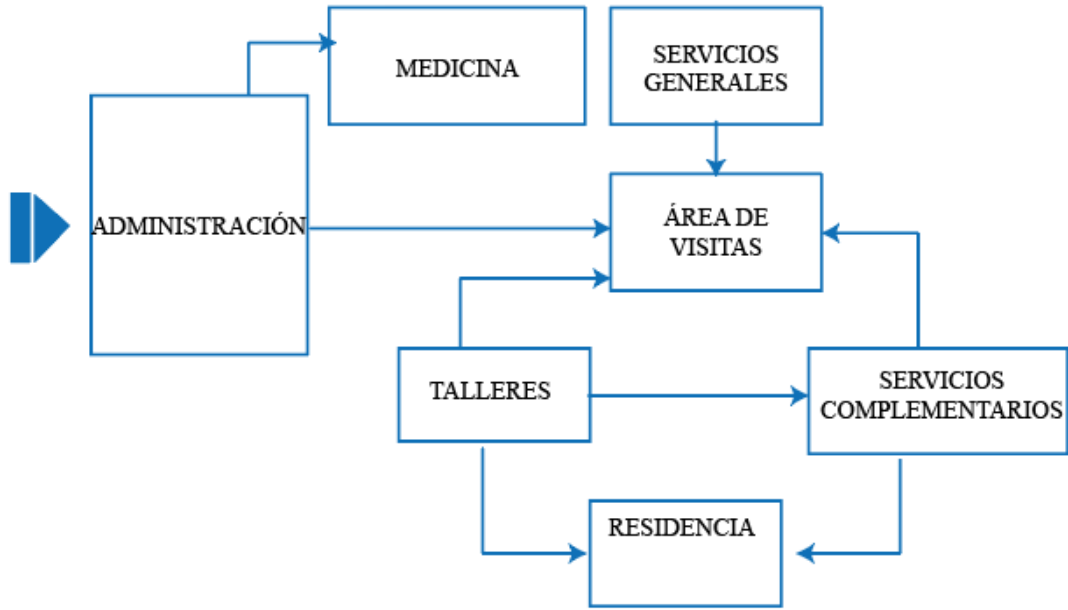 MEDICINA
SERVICIOS
GENERALES
ADMINISTRACIÓN
ÁREA DE
VISITAS
TALLERES
SERVICIOS
COMPLEMENTARIOS
RESIDENCIA